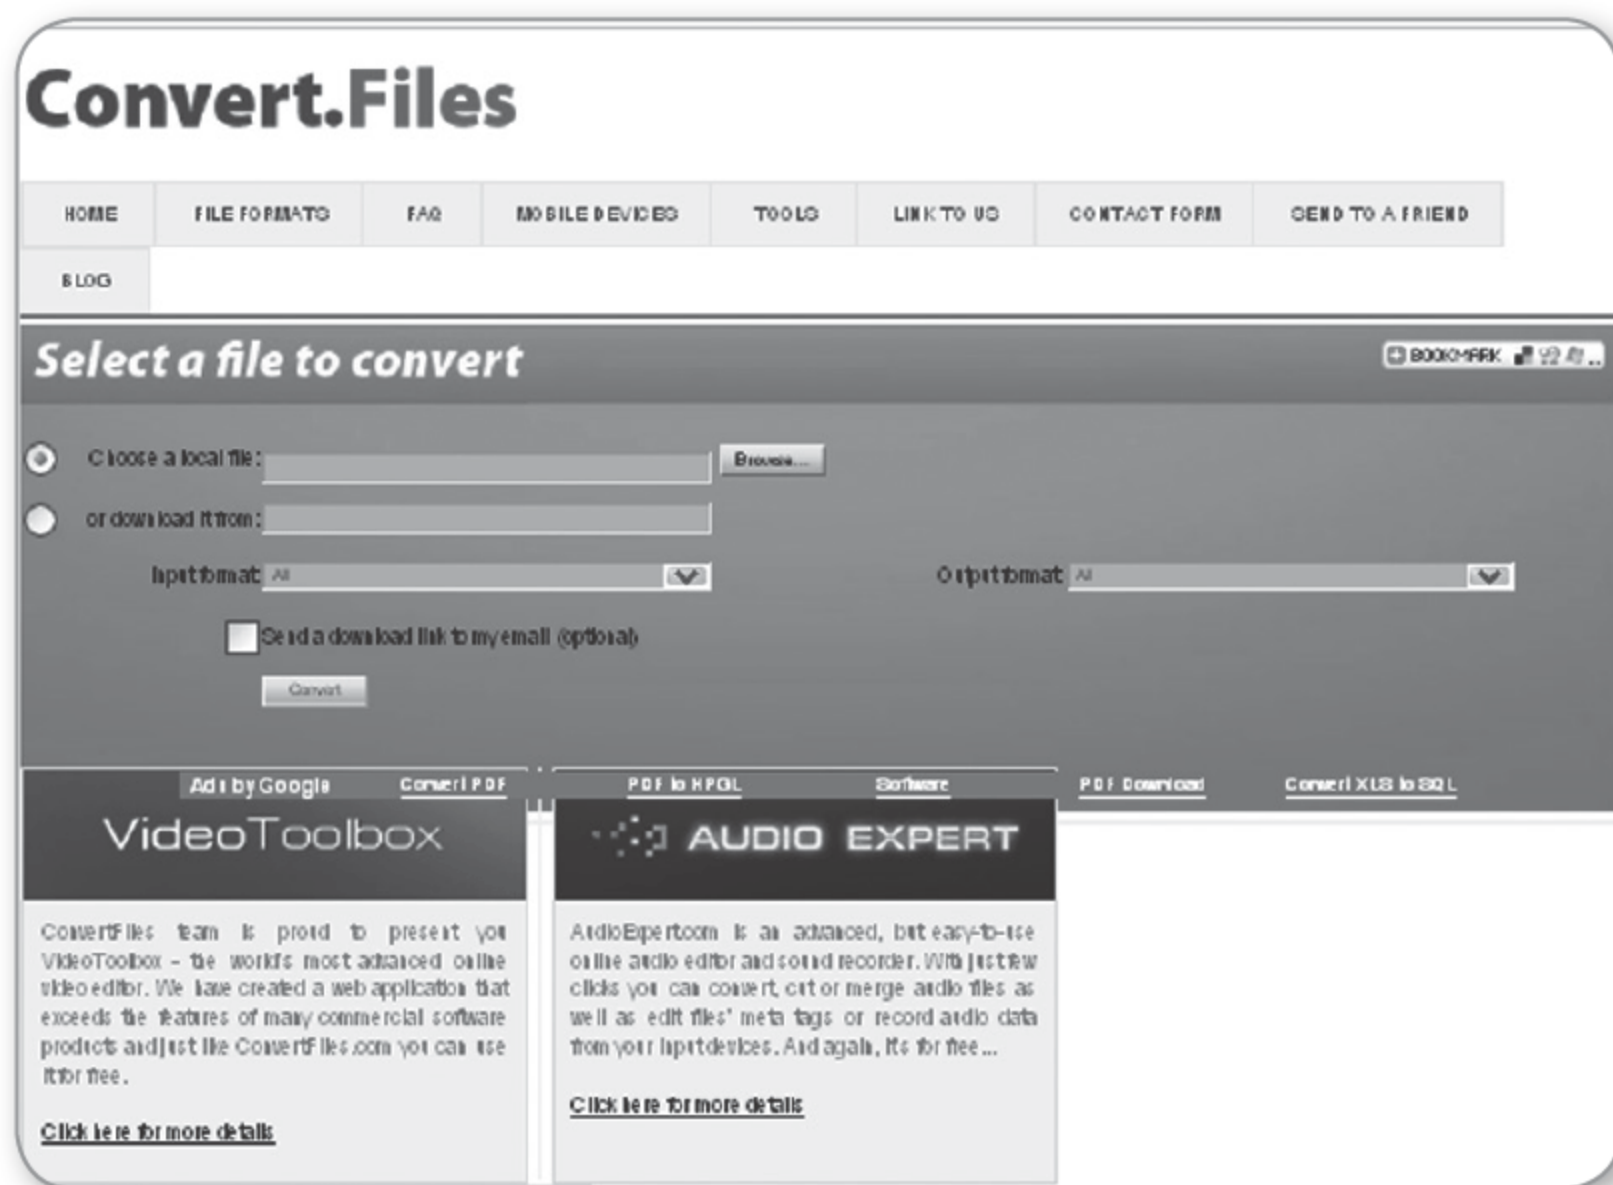 Convert.Files
HOME FILE FORMATS FAQ MOBILE DEVICES TOOLS LINK TO US CONTACT FORM SEND TO A FRIEND
BLOG
Select a file to convert
BOOKMARK
Choose a local file: Browse...
or download it from:
Input format: All Output format: All
Send a download link to my email (optional)
Convert
Ads by Google Convert PDF PDF to HPGL Software PDF Download Convert XLS to SQL
VideoToolbox
ConvertFiles team is proud to present you
VideoToolbox - the world's most advanced online
video editor. We have created a web application that
exceeds the features of many commercial software
products and just like ConvertFiles.com you can use
it for free.
Click here for more details
AUDIO EXPERT
AudioExpert.com is an advanced, but easy-to-use
online audio editor and sound recorder. With just few
clicks you can convert, cut or merge audio files as
well as edit files' meta tags or record audio data
from your input devices. And again, it's for free...
Click here for more details